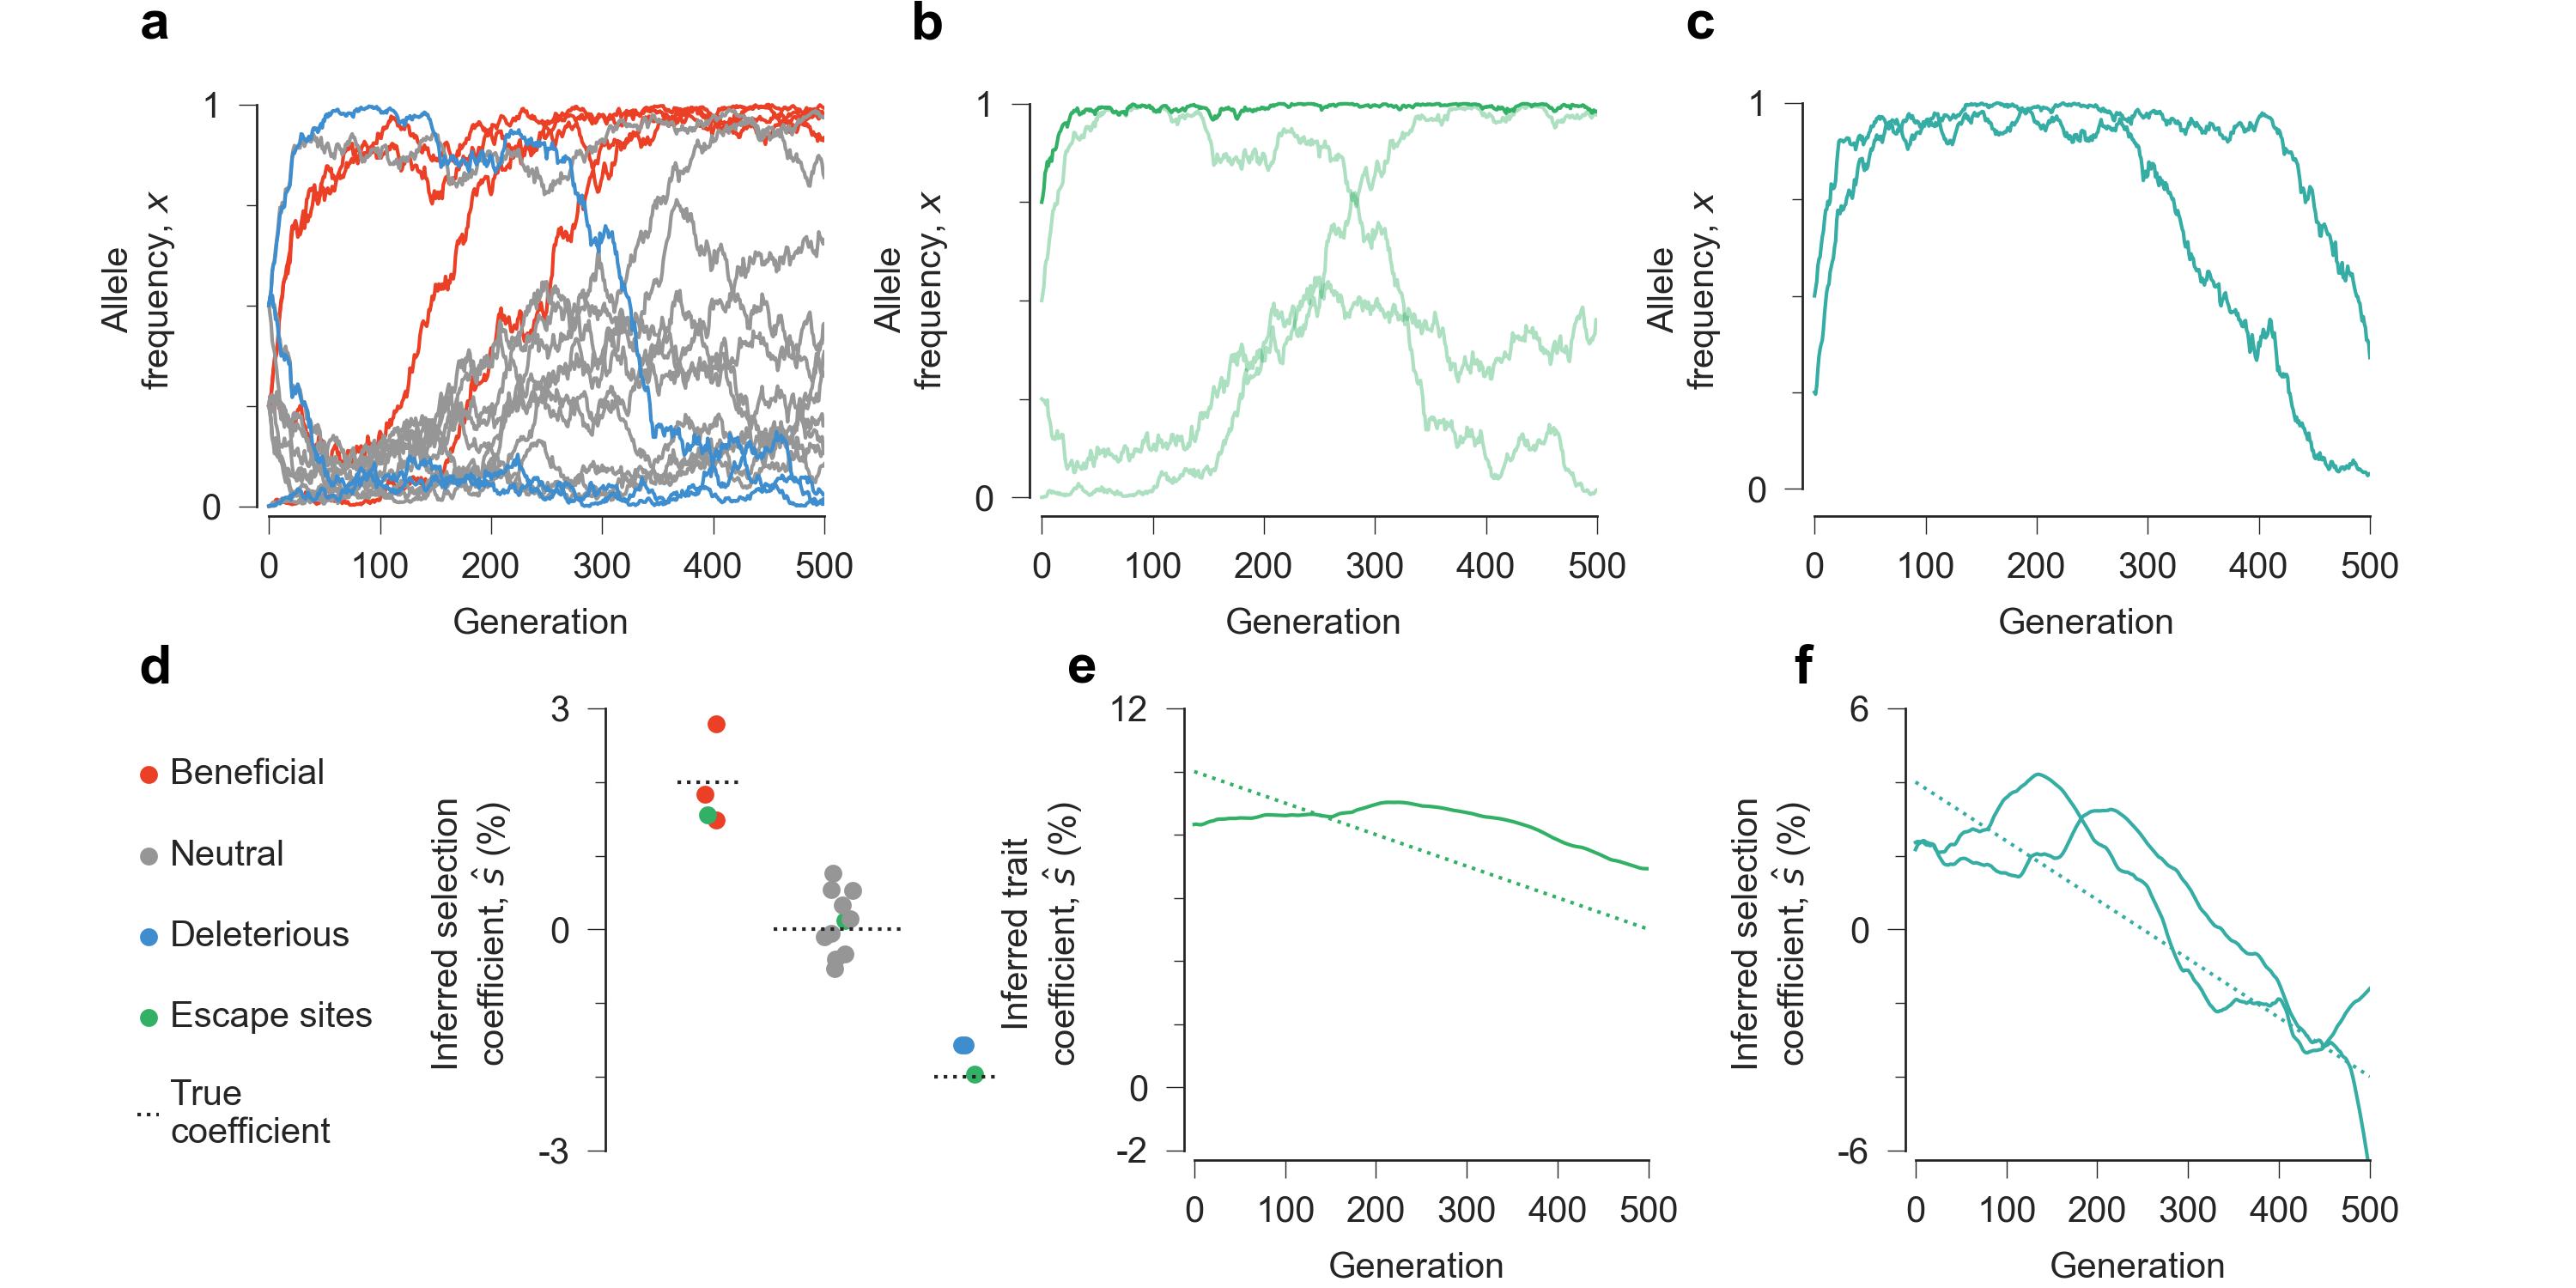 a
1
0
Allele
frequency, x
0 100 200 300 400 500
Generation
b
1
0
Allele
frequency, x
0 100 200 300 400 500
Generation
c
1
0
Allele
frequency, x
0 100 200 300 400 500
Generation
d
Beneficial
Neutral
Deleterious
Escape sites
··· True
coefficient
3
0
-3
Inferred selection
coefficient, ŝ (%)
e
12
0
-2
Inferred trait
coefficient, ŝ (%)
0 100 200 300 400 500
Generation
f
6
0
-6
Inferred selection
coefficient, ŝ (%)
0 100 200 300 400 500
Generation